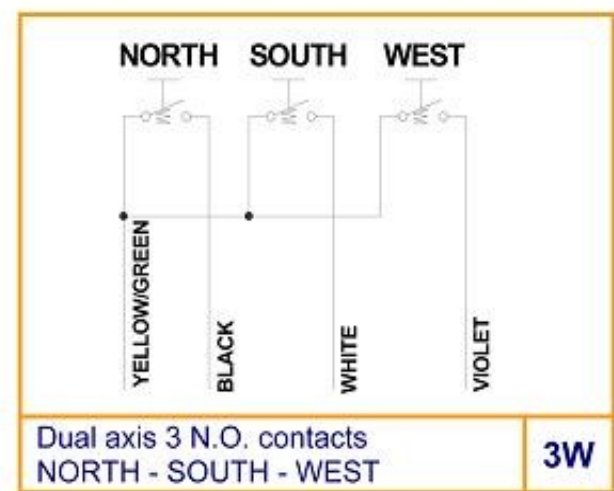 NORTH SOUTH WEST
YELLOW/GREEN
BLACK
WHITE
VIOLET
Dual axis 3 N.O. contacts
NORTH - SOUTH - WEST
3W